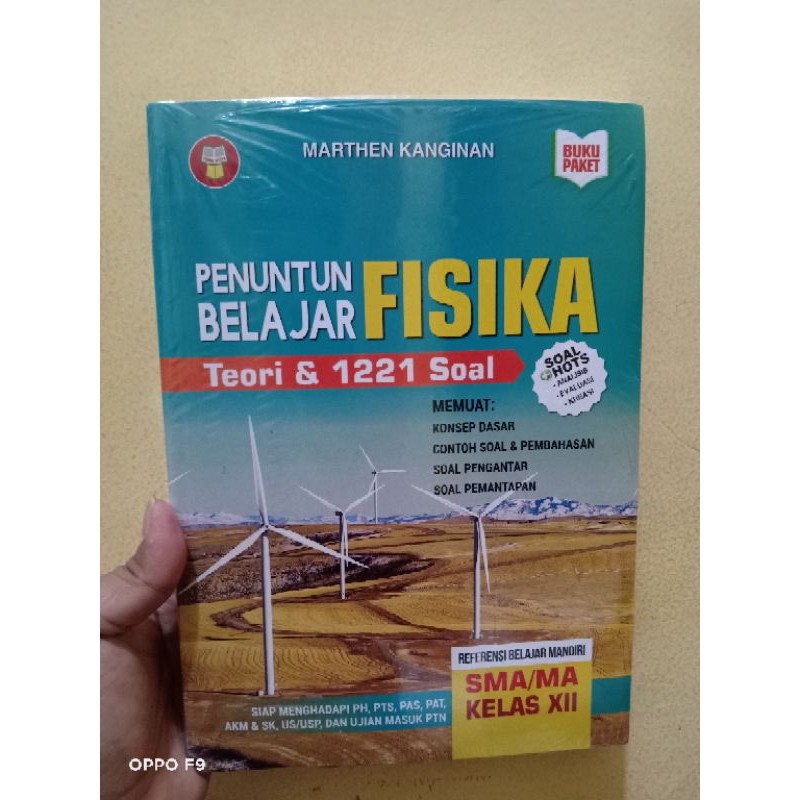 MARTHEN KANGINAN
BUKU
PAKET
PENUNTUN
BELAJAR
FISIKA
Teori & 1221 Soal
SOAL
HOTS
- ANALISIS
- EVALUASI
- KREASI
MEMUAT:
KONSEP DASAR
CONTOH SOAL & PEMBAHASAN
SOAL PENGANTAR
SOAL PEMANTAPAN
REFERENSI BELAJAR MANDIRI
SMA/MA
KELAS XII
SIAP MENGHADAPI PH, PTS, PAS, PAT,
AKM & SK, US/USP, DAN UJIAN MASUK PTN
OPPO F9